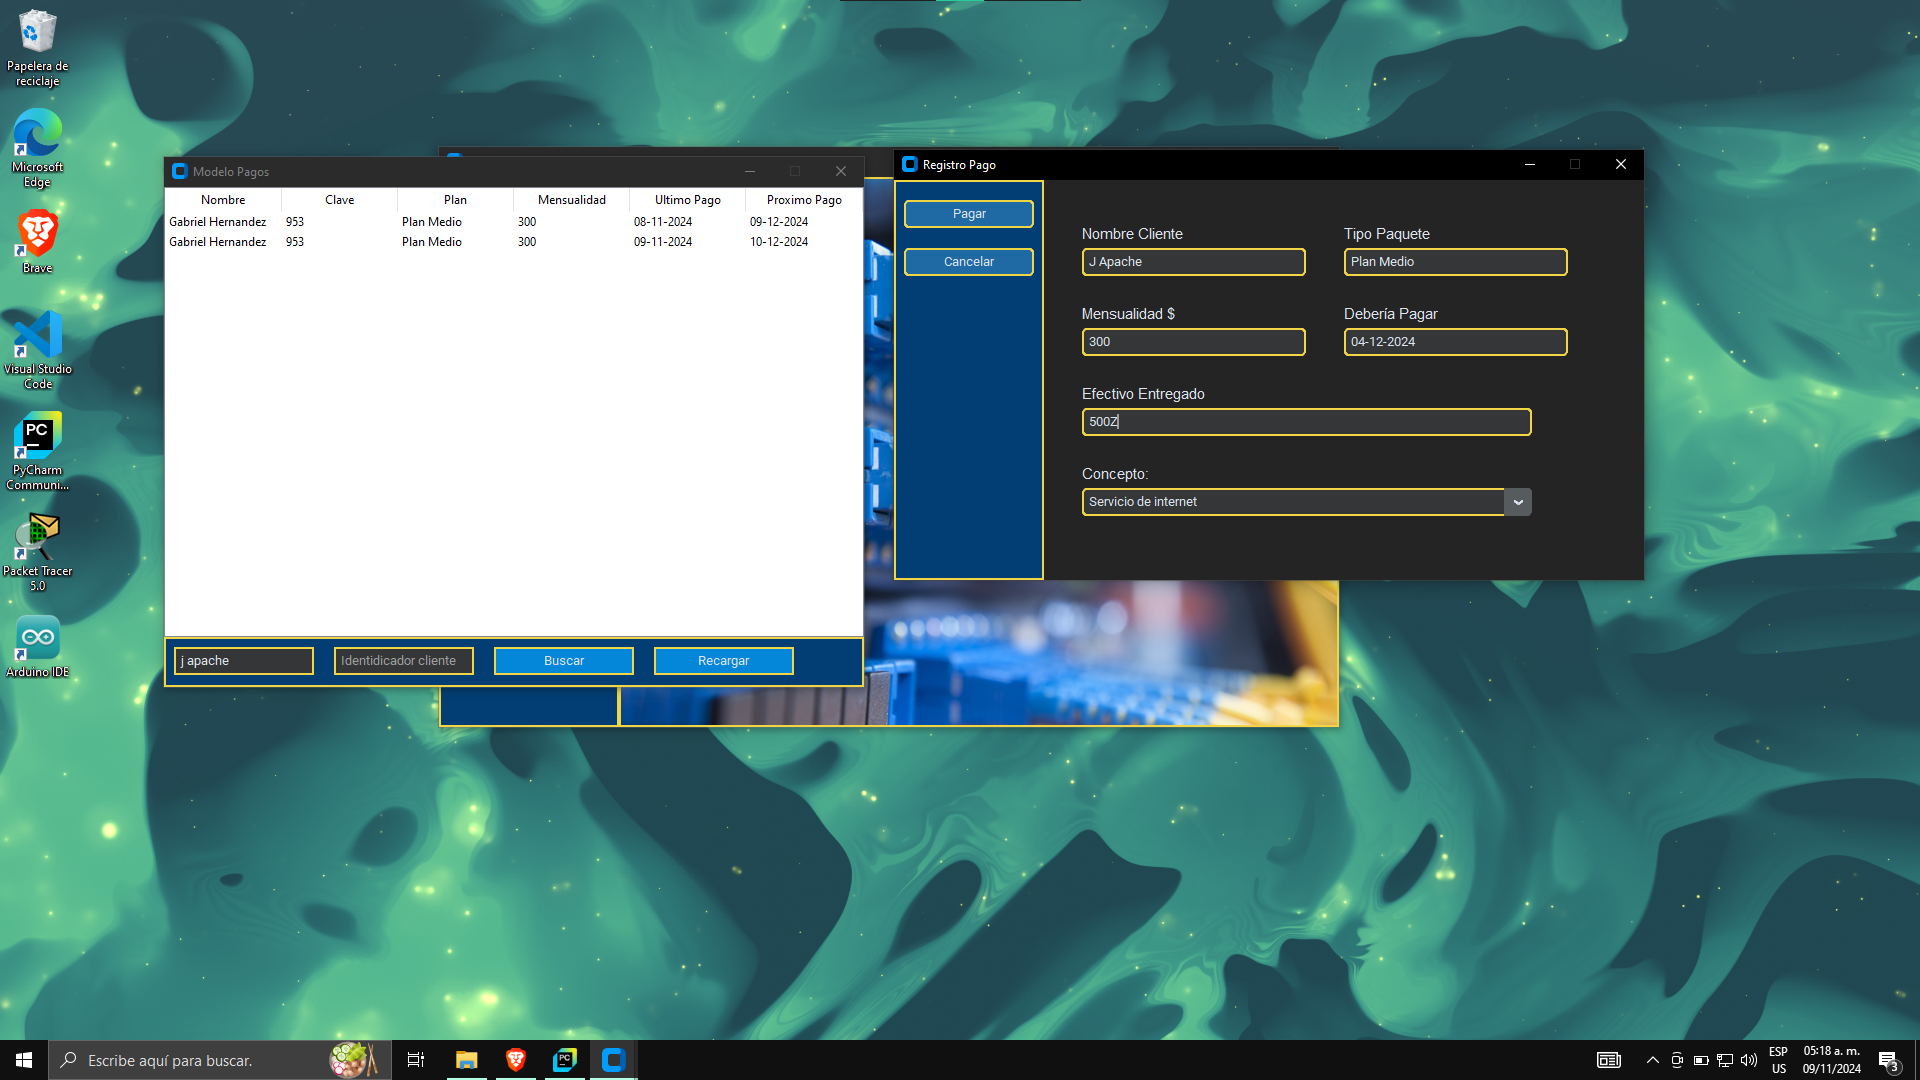 Papelera de
reciclaje
Microsoft
Edge
Brave
Visual Studio
Code
PyCharm
Communi...
Packet Tracer
5.0
Arduino IDE
Modelo Pagos
Nombre Clave Plan Mensualidad Ultimo Pago Proximo Pago
Gabriel Hernandez 953 Plan Medio 300 08-11-2024 09-12-2024
Gabriel Hernandez 953 Plan Medio 300 09-11-2024 10-12-2024
j apache Identidicador cliente Buscar Recargar
Registro Pago
Pagar
Cancelar
Nombre Cliente Tipo Paquete
J Apache Plan Medio
Mensualidad $ Debería Pagar
300 04-12-2024
Efectivo Entregado
500Z
Concepto:
Servicio de internet
Escribe aquí para buscar.
PC
PC
ESP
US
05:18 a. m.
09/11/2024
3